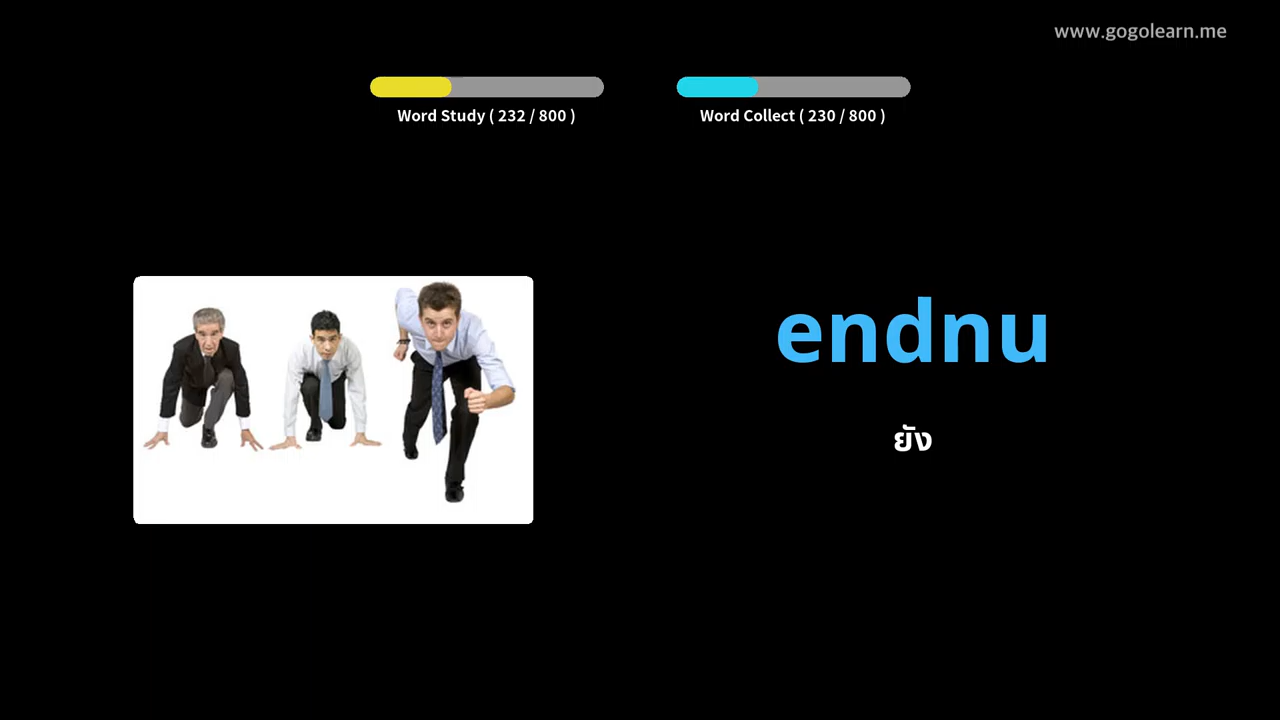 www.gogolearn.me
Word Study ( 232 / 800 )
Word Collect ( 230 / 800 )
endnu
ยัง